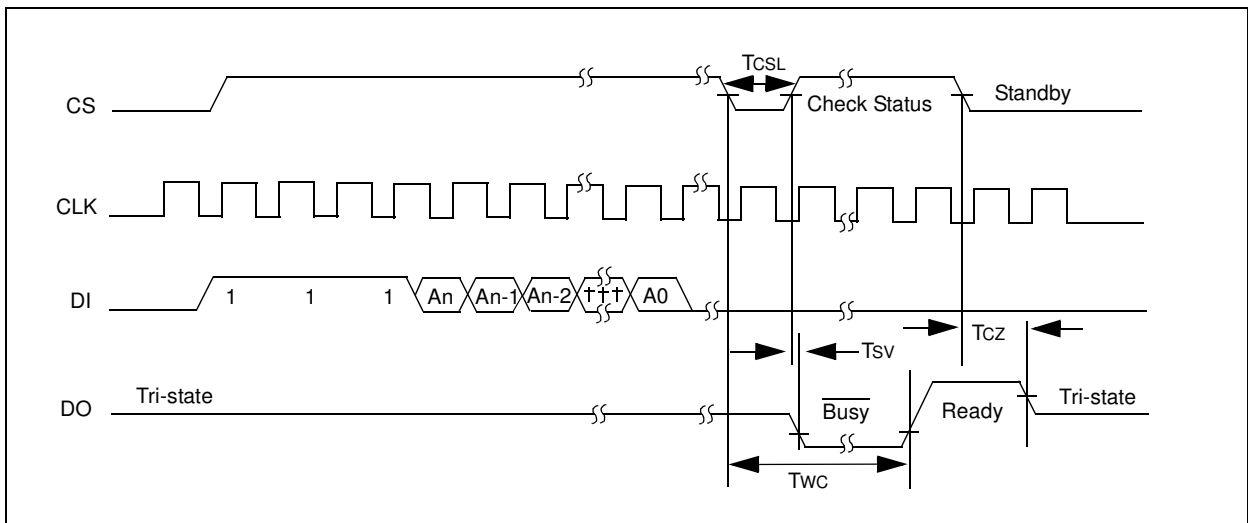 TCSL
CS
Check Status
Standby
CLK
DI
1 1 1 An An-1 An-2 ††† A0
TCZ
TSV
DO
Tri-state
Busy
Ready
Tri-state
TWC